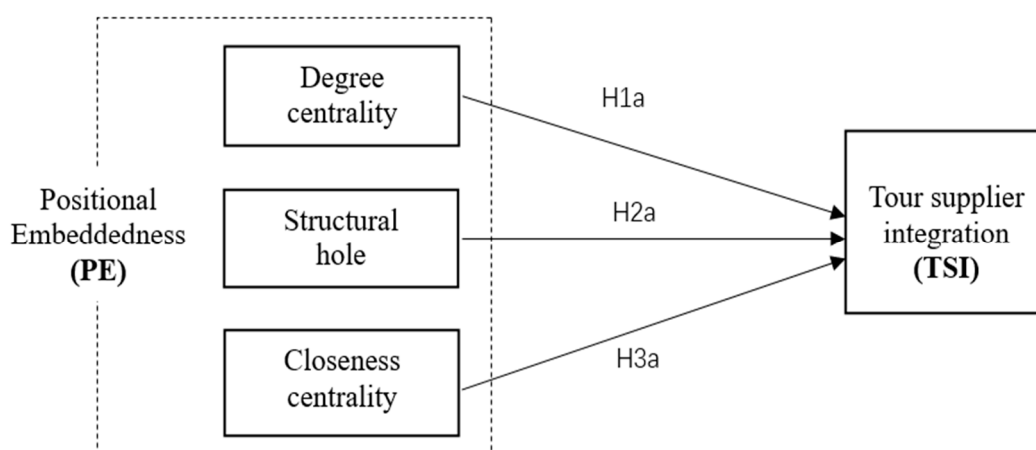 Degree
centrality
H1a
Positional
Embeddedness
(PE)
Structural
hole
H2a
Tour supplier
integration
(TSI)
Closeness
centrality
H3a